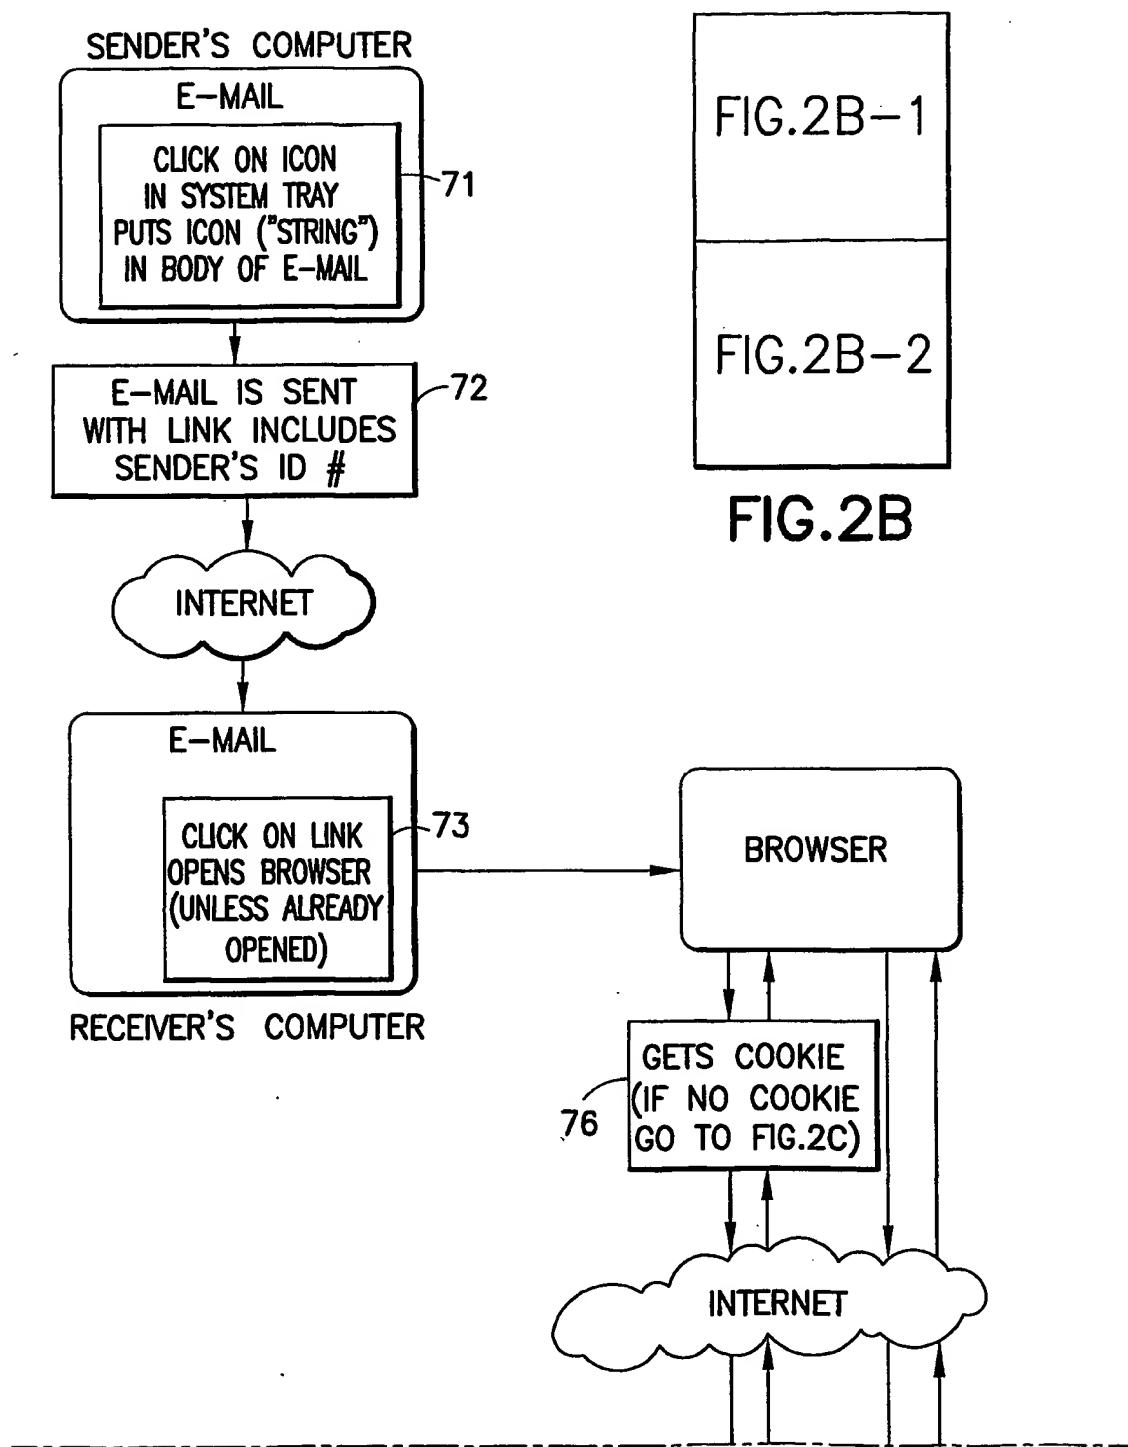 SENDER'S COMPUTER
E-MAIL
CLICK ON ICON
IN SYSTEM TRAY
PUTS ICON ("STRING")
IN BODY OF E-MAIL
71
E-MAIL IS SENT
WITH LINK INCLUDES
SENDER'S ID #
72
INTERNET
E-MAIL
CLICK ON LINK
OPENS BROWSER
(UNLESS ALREADY
OPENED)
73
RECEIVER'S COMPUTER
FIG.2B-1
FIG.2B-2
FIG.2B
BROWSER
GETS COOKIE
(IF NO COOKIE
GO TO FIG.2C)
76
INTERNET